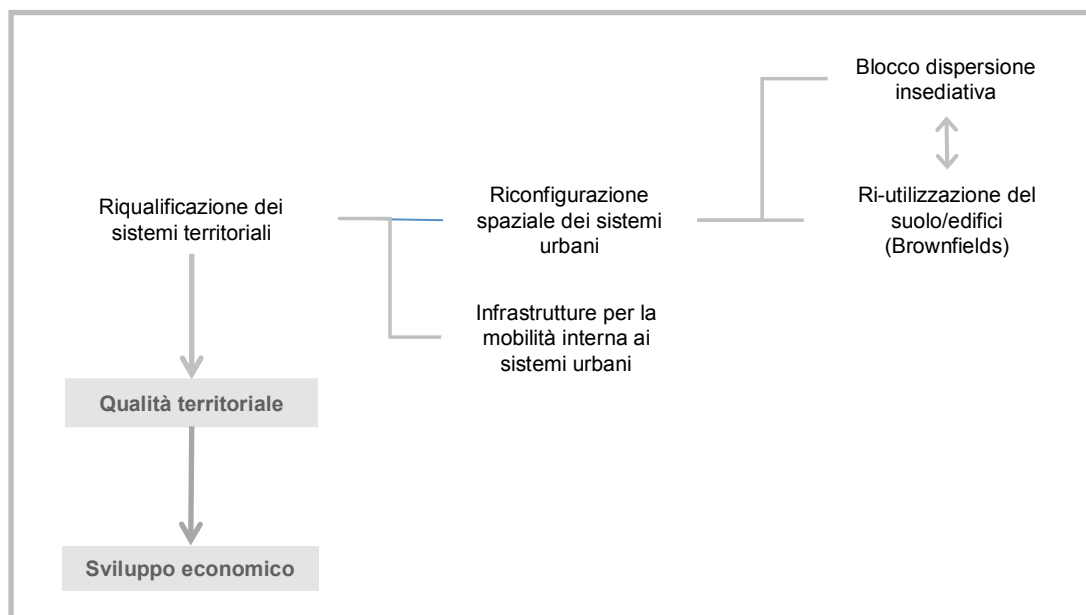 Blocco dispersione
insediativa
Riqualificazione dei
sistemi territoriali
Riconfigurazione
spaziale dei sistemi
urbani
Ri-utilizzazione del
suolo/edifici
(Brownfields)
Infrastrutture per la
mobilità interna ai
sistemi urbani
Qualità territoriale
Sviluppo economico